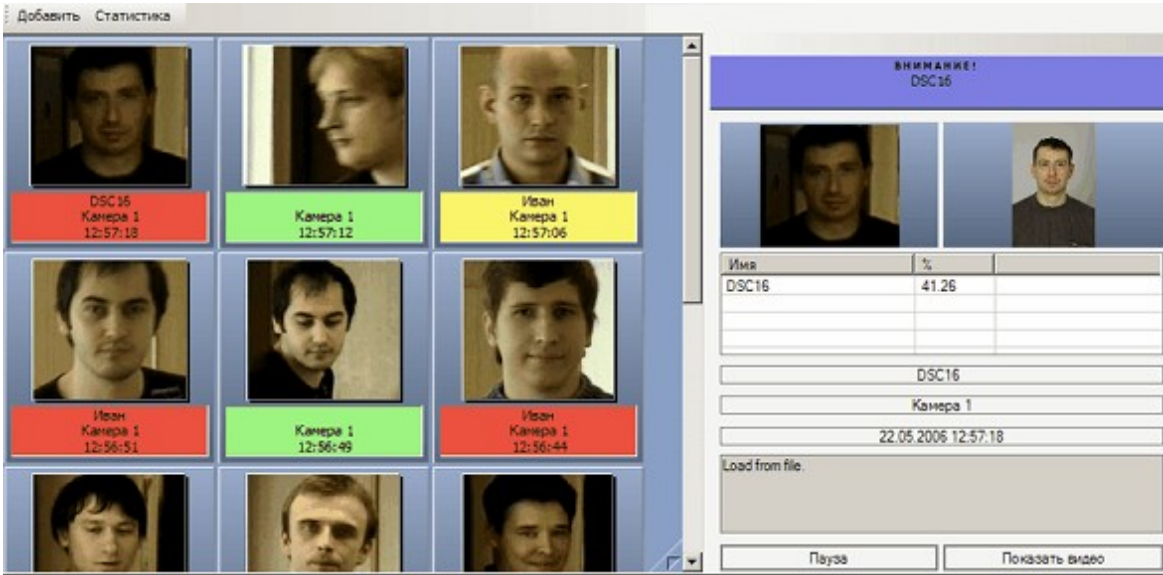 Добавить Статистика
DSC16
Камера 1
12:57:18
Камера 1
12:57:12
Иван
Камера 1
12:57:06
Иван
Камера 1
12:56:51
Камера 1
12:56:49
Иван
Камера 1
12:56:44
ВНИМАНИЕ!
DSC16
Имя %
DSC16 41.26
DSC16
Камера 1
22.05.2006 12:57:18
Load from file.
Пауза Показать видео